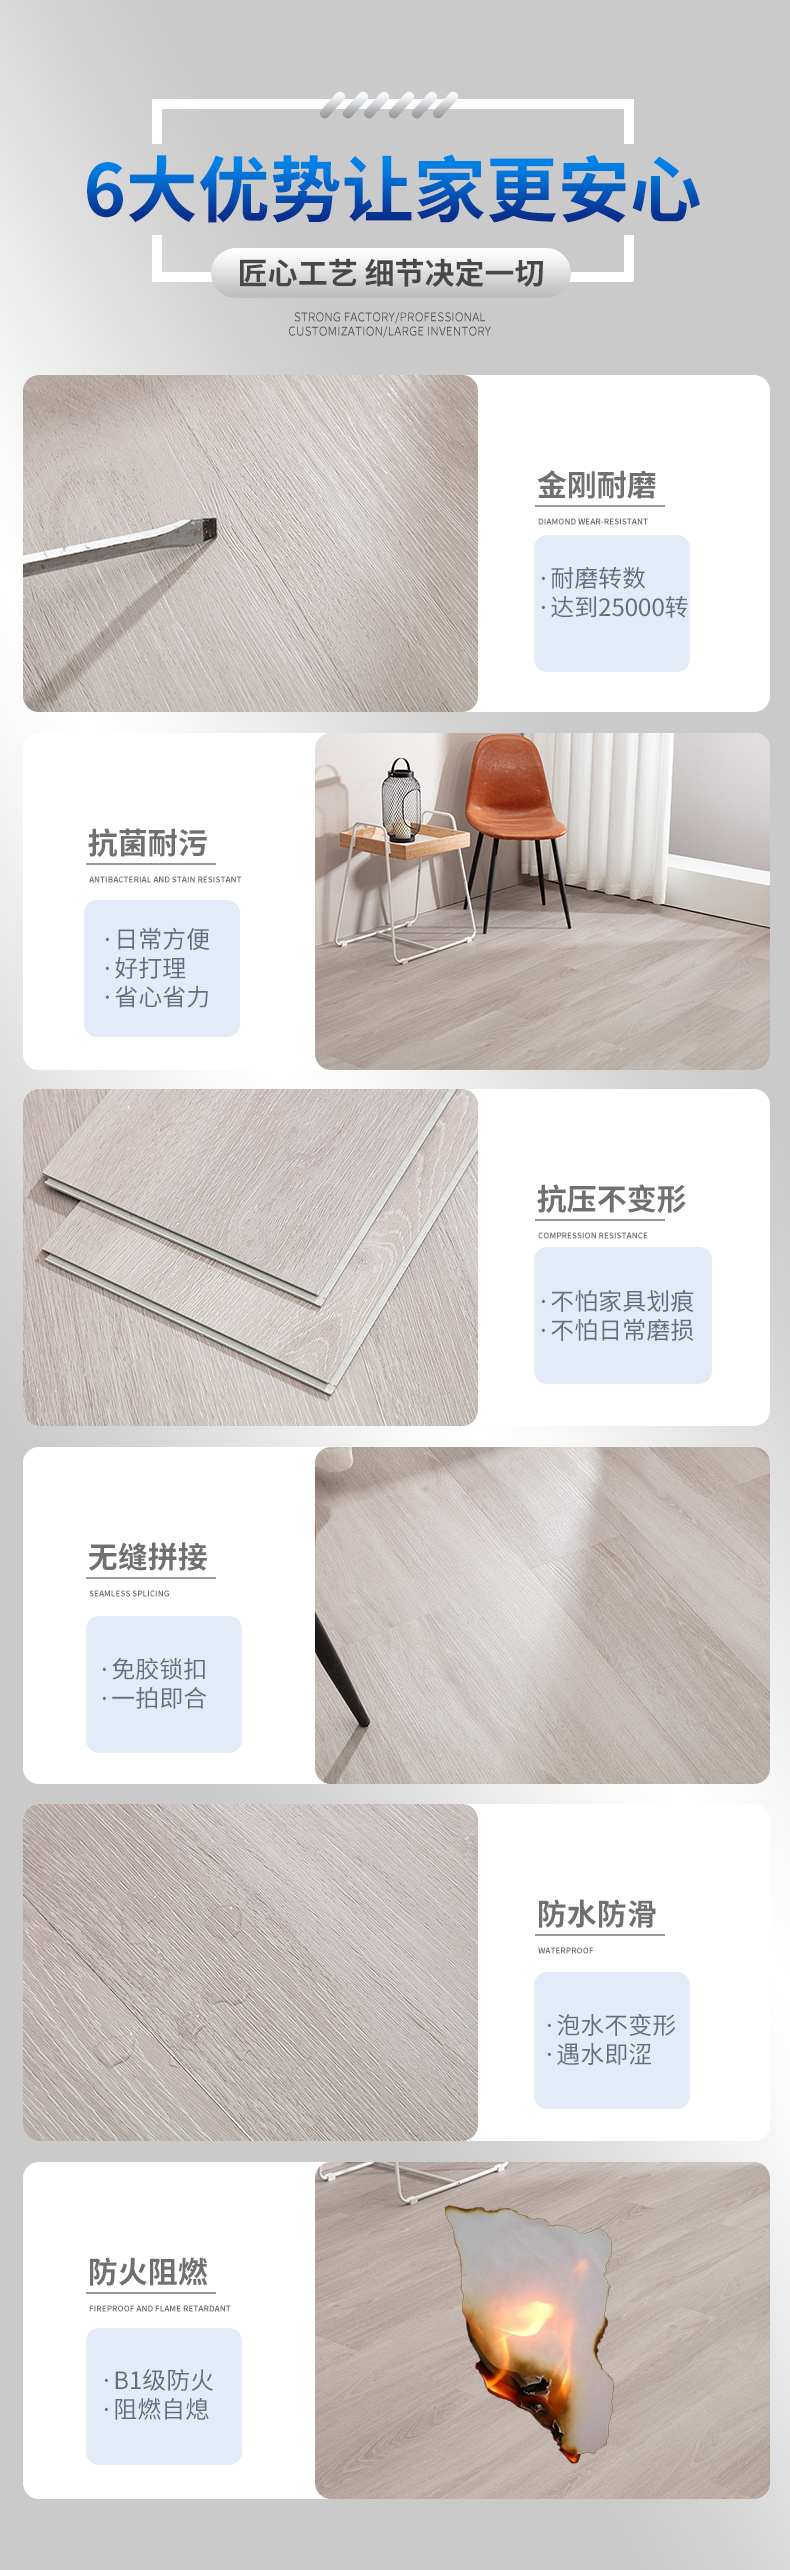 6大优势让家更安心
匠心工艺 细节决定一切
STRONG FACTORY/PROFESSIONAL
CUSTOMIZATION/LARGE INVENTORY
金刚耐磨
DIAMOND WEAR-RESISTANT
·耐磨转数
·达到25000转
抗菌耐污
ANTIBACTERIAL AND STAIN RESISTANT
·日常方便
·好打理
·省心省力
抗压不变形
COMPRESSION RESISTANCE
·不怕家具划痕
·不怕日常磨损
无缝拼接
SEAMLESS SPLICING
·免胶锁扣
·一拍即合
防水防滑
WATERPROOF
·泡水不变形
·遇水即涩
防火阻燃
FIREPROOF AND FLAME RETARDANT
·B1级防火
·阻燃自熄